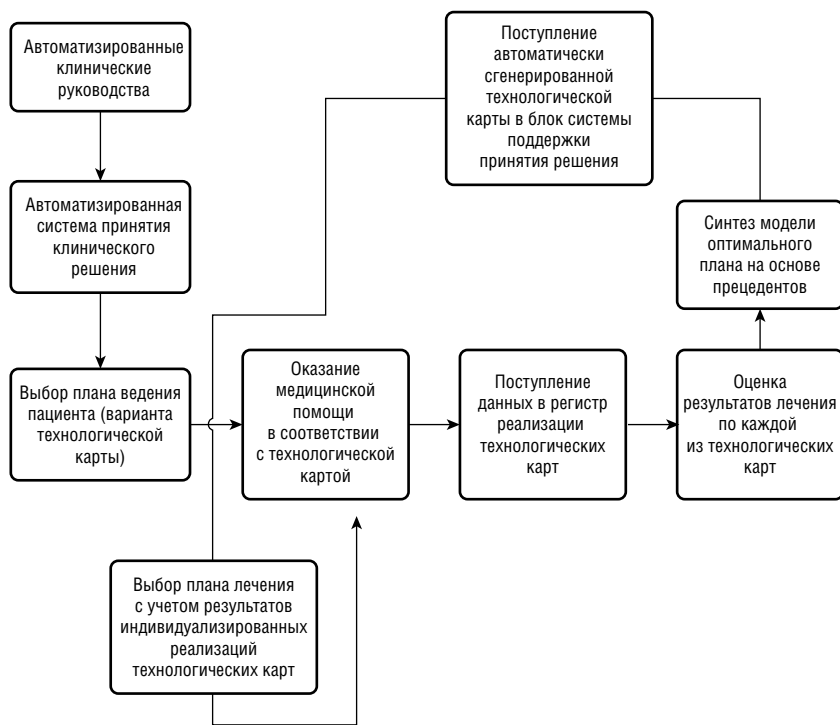 Автоматизированные
клинические
руководства
Автоматизированная
система принятия
клинического
решения
Выбор плана ведения
пациента (варианта
технологической
карты)
Оказание
медицинской
помощи
в соответствии
с технологической
картой
Поступление
данных в регистр
реализации
технологических
карт
Оценка
результатов лечения
по каждой
из технологических
карт
Синтез модели
оптимального
плана на основе
прецедентов
Поступление
автоматически
сгенерированной
технологической
карты в блок системы
поддержки
принятия решения
Выбор плана лечения
с учетом результатов
индивидуализированных
реализаций
технологических карт